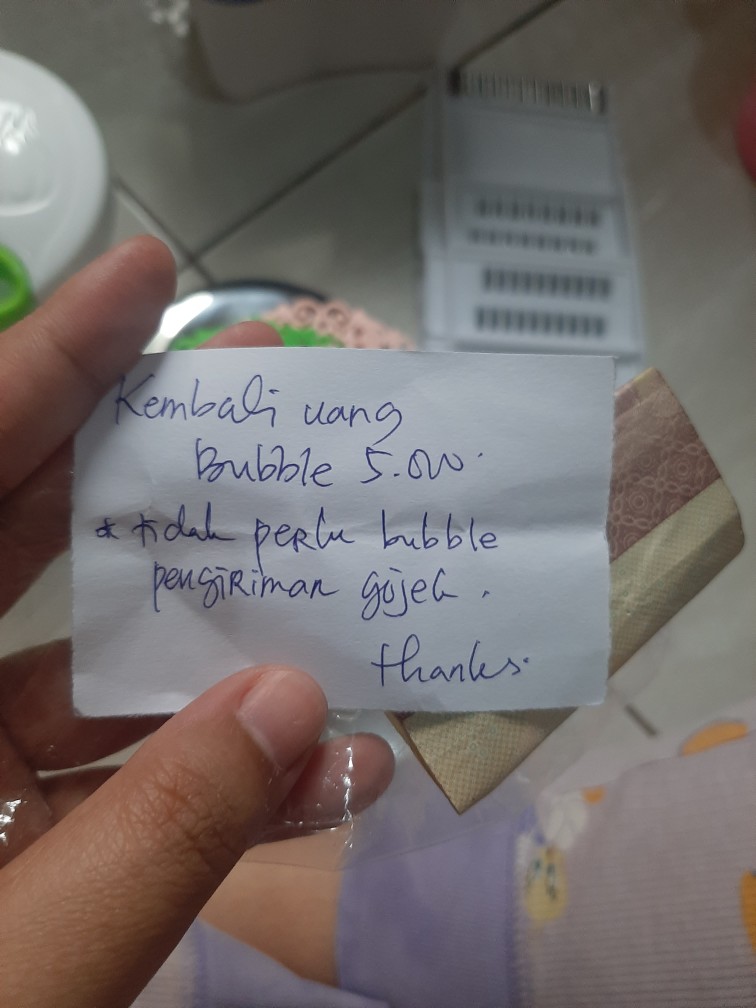 Kembali uang
Bubble 5.000.
* tidak perlu bubble
pengiriman gojek.
thanks.